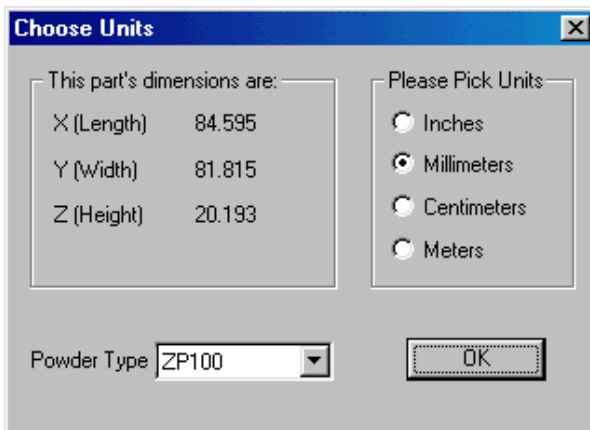 Choose Units
This part's dimensions are:
X (Length) 84.595
Y (Width) 81.815
Z (Height) 20.193
Please Pick Units
Inches
Millimeters
Centimeters
Meters
Powder Type ZP100
OK